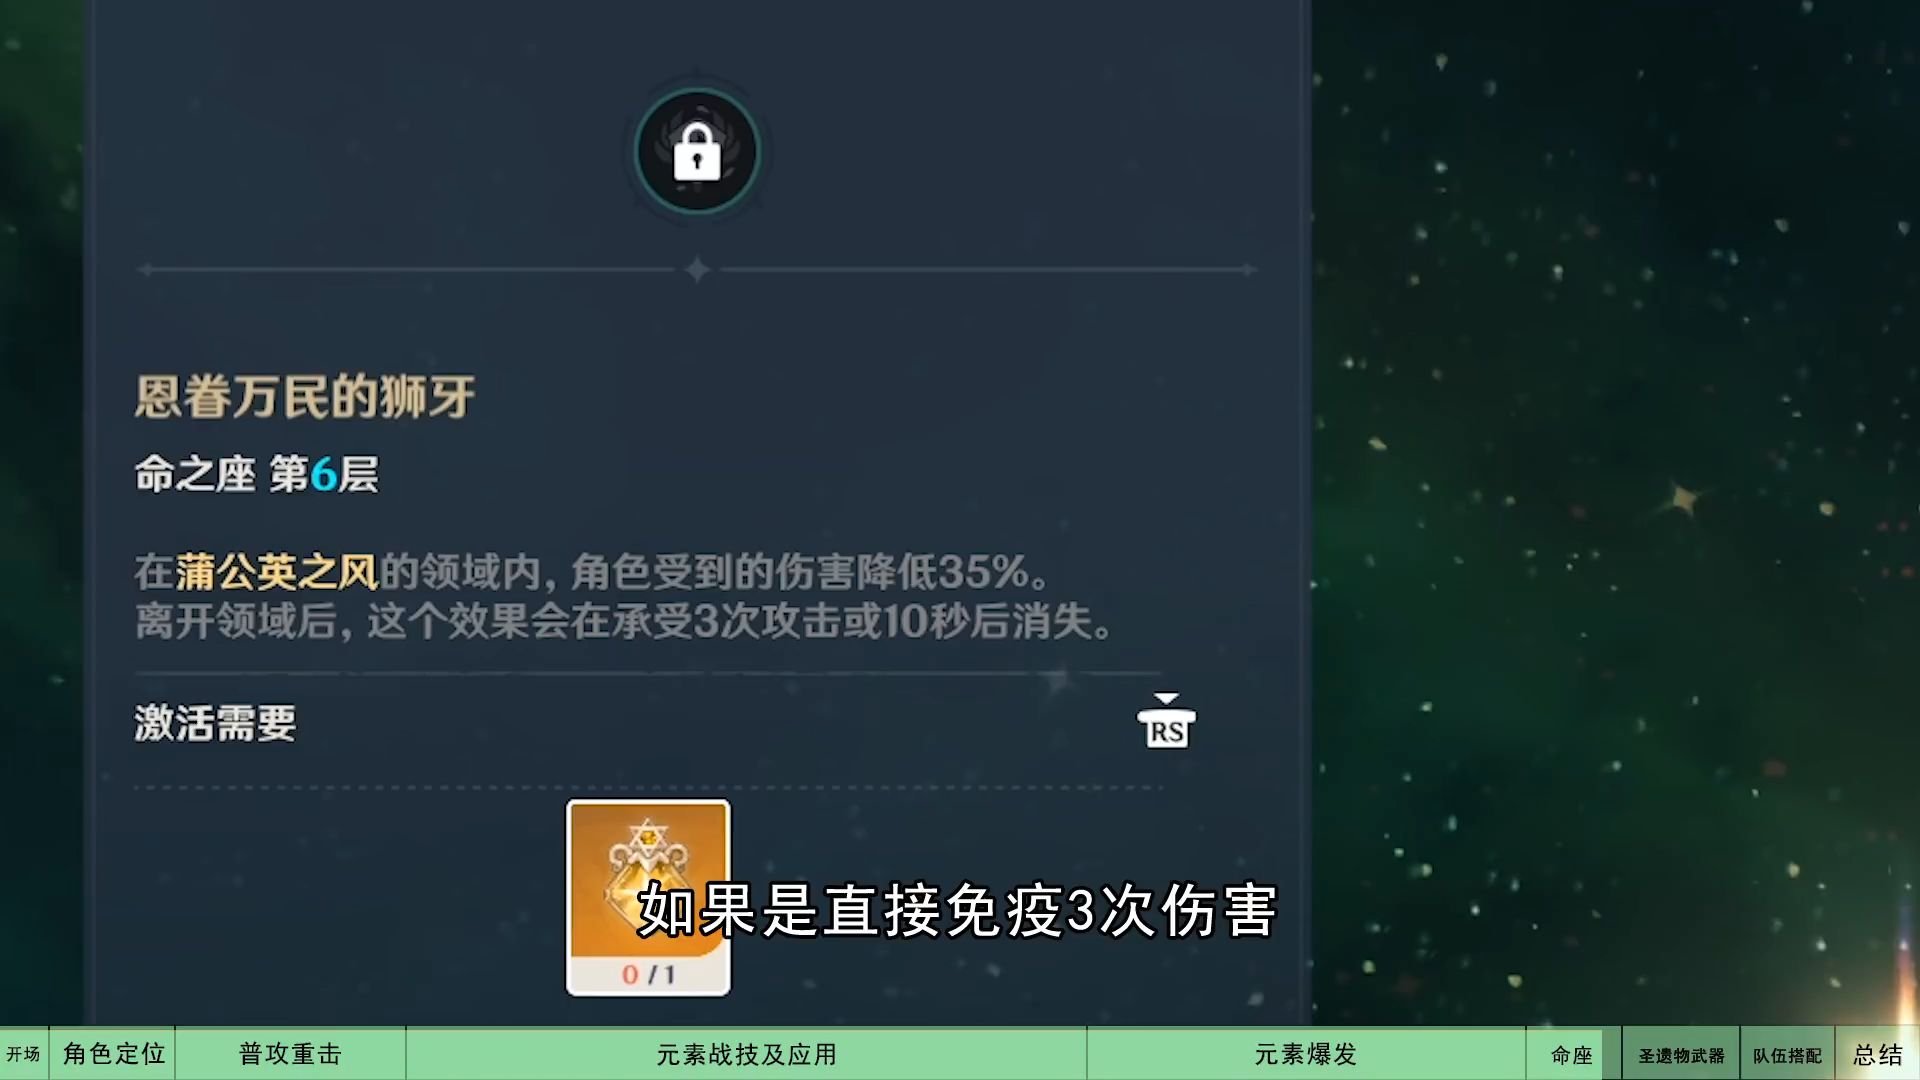 恩眷万民的狮牙
命之座 第6层
在蒲公英之风的领域内，角色受到的伤害降低35%。
离开领域后，这个效果会在承受3次攻击或10秒后消失。
激活需要
RS
如果是直接免疫3次伤害
0/1
开场 角色定位 普攻重击 元素战技及应用 元素爆发 命座 圣遗物武器 队伍搭配 总结